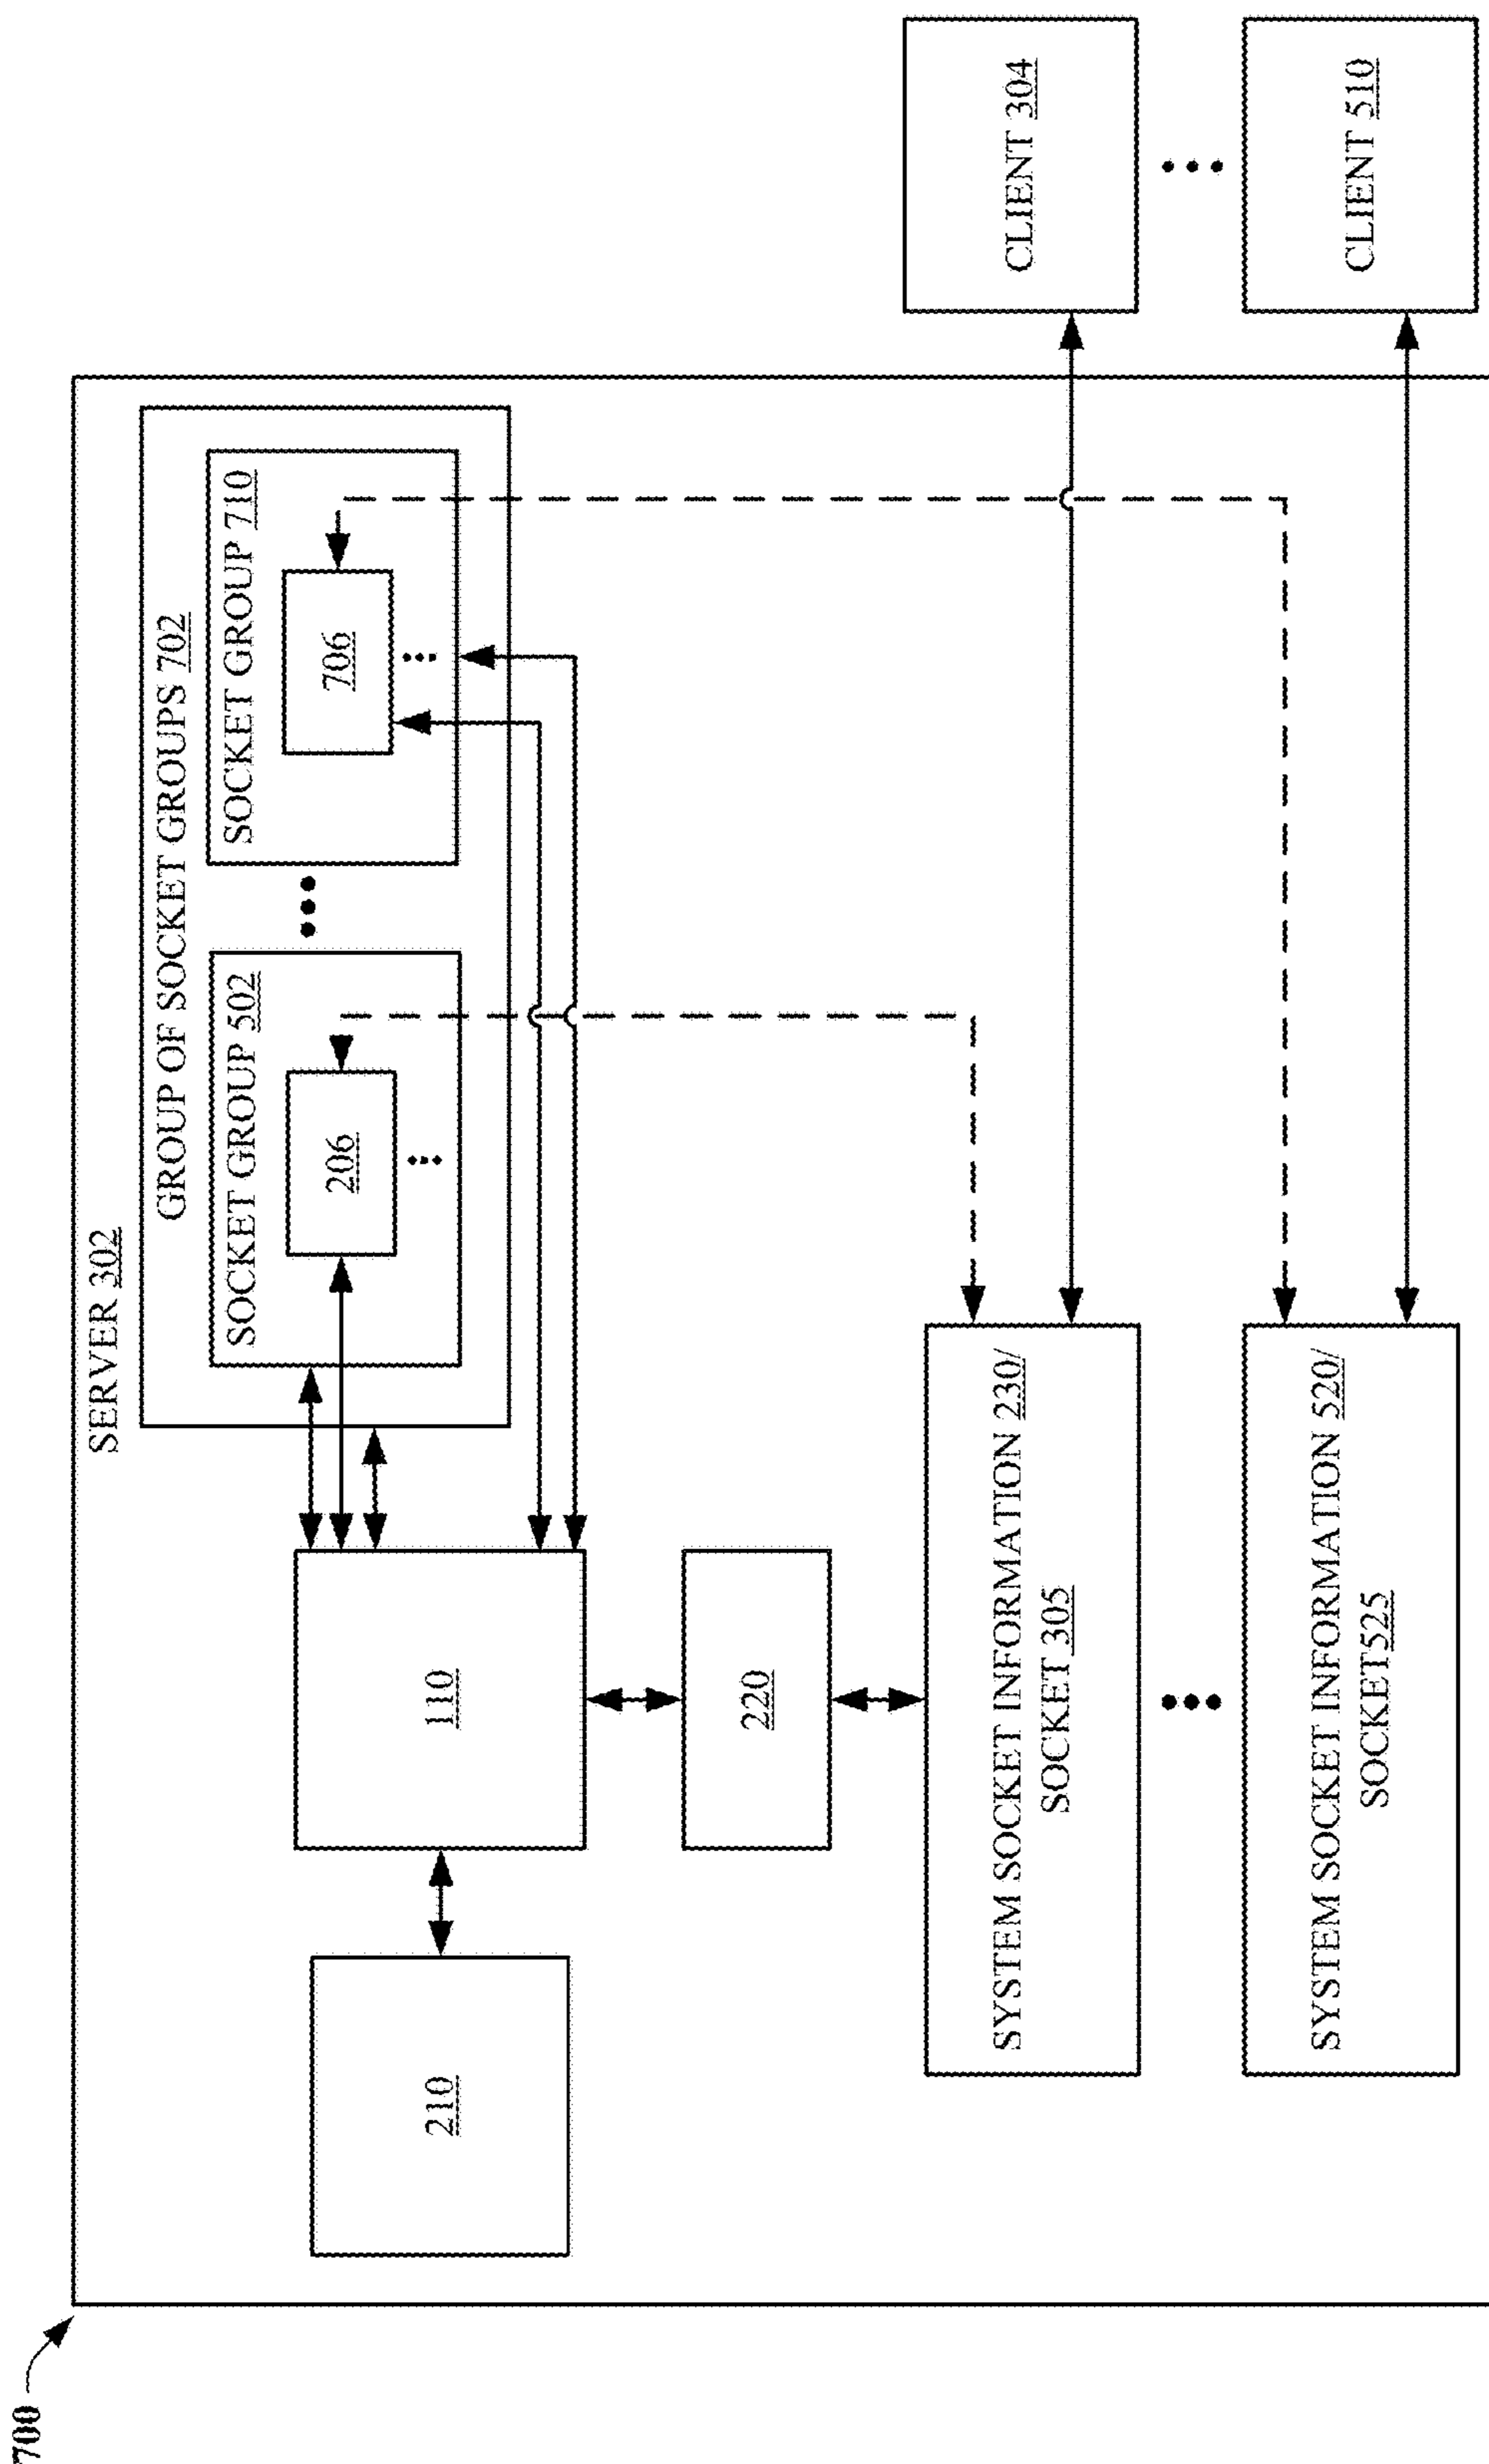 700
SERVER 302
GROUP OF SOCKET GROUPS 702
SOCKET GROUP 502
SOCKET GROUP 710
206
706
210
110
220
SYSTEM SOCKET INFORMATION 230/
SOCKET 305
CLIENT 304
SYSTEM SOCKET INFORMATION 520/
SOCKET525
CLIENT 510